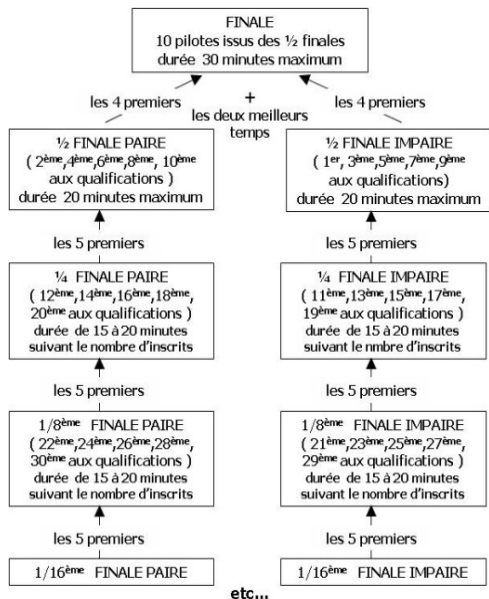 FINALE
10 pilotes issus des ½ finales
durée 30 minutes maximum
les 4 premiers
+
les deux meilleurs
temps
les 4 premiers
½ FINALE PAIRE
( 2ème,4ème,6ème,8ème, 10ème
aux qualifications )
durée 20 minutes maximum
½ FINALE IMPAIRE
( 1er, 3ème,5ème,7ème,9ème
aux qualifications)
durée 20 minutes maximum
les 5 premiers
les 5 premiers
¼ FINALE PAIRE
( 12ème,14ème,16ème,18ème,
20ème aux qualifications )
durée de 15 à 20 minutes
suivant le nombre d'inscrits
¼ FINALE IMPAIRE
( 11ème,13ème,15ème,17ème,
19ème aux qualifications )
durée de 15 à 20 minutes
suivant le nmbre d'inscrits
les 5 premiers
les 5 premiers
1/8ème FINALE PAIRE
( 22ème,24ème,26ème,28ème,
30ème aux qualifications )
durée de 15 à 20 minutes
suivant le nombre d'inscrits
1/8ème FINALE IMPAIRE
( 21ème,23ème,25ème,27ème,
29ème aux qualifications )
durée de 15 à 20 minutes
suivant le nombre d'inscrits
les 5 premiers
les 5 premiers
1/16ème FINALE PAIRE
1/16ème FINALE IMPAIRE
etc...